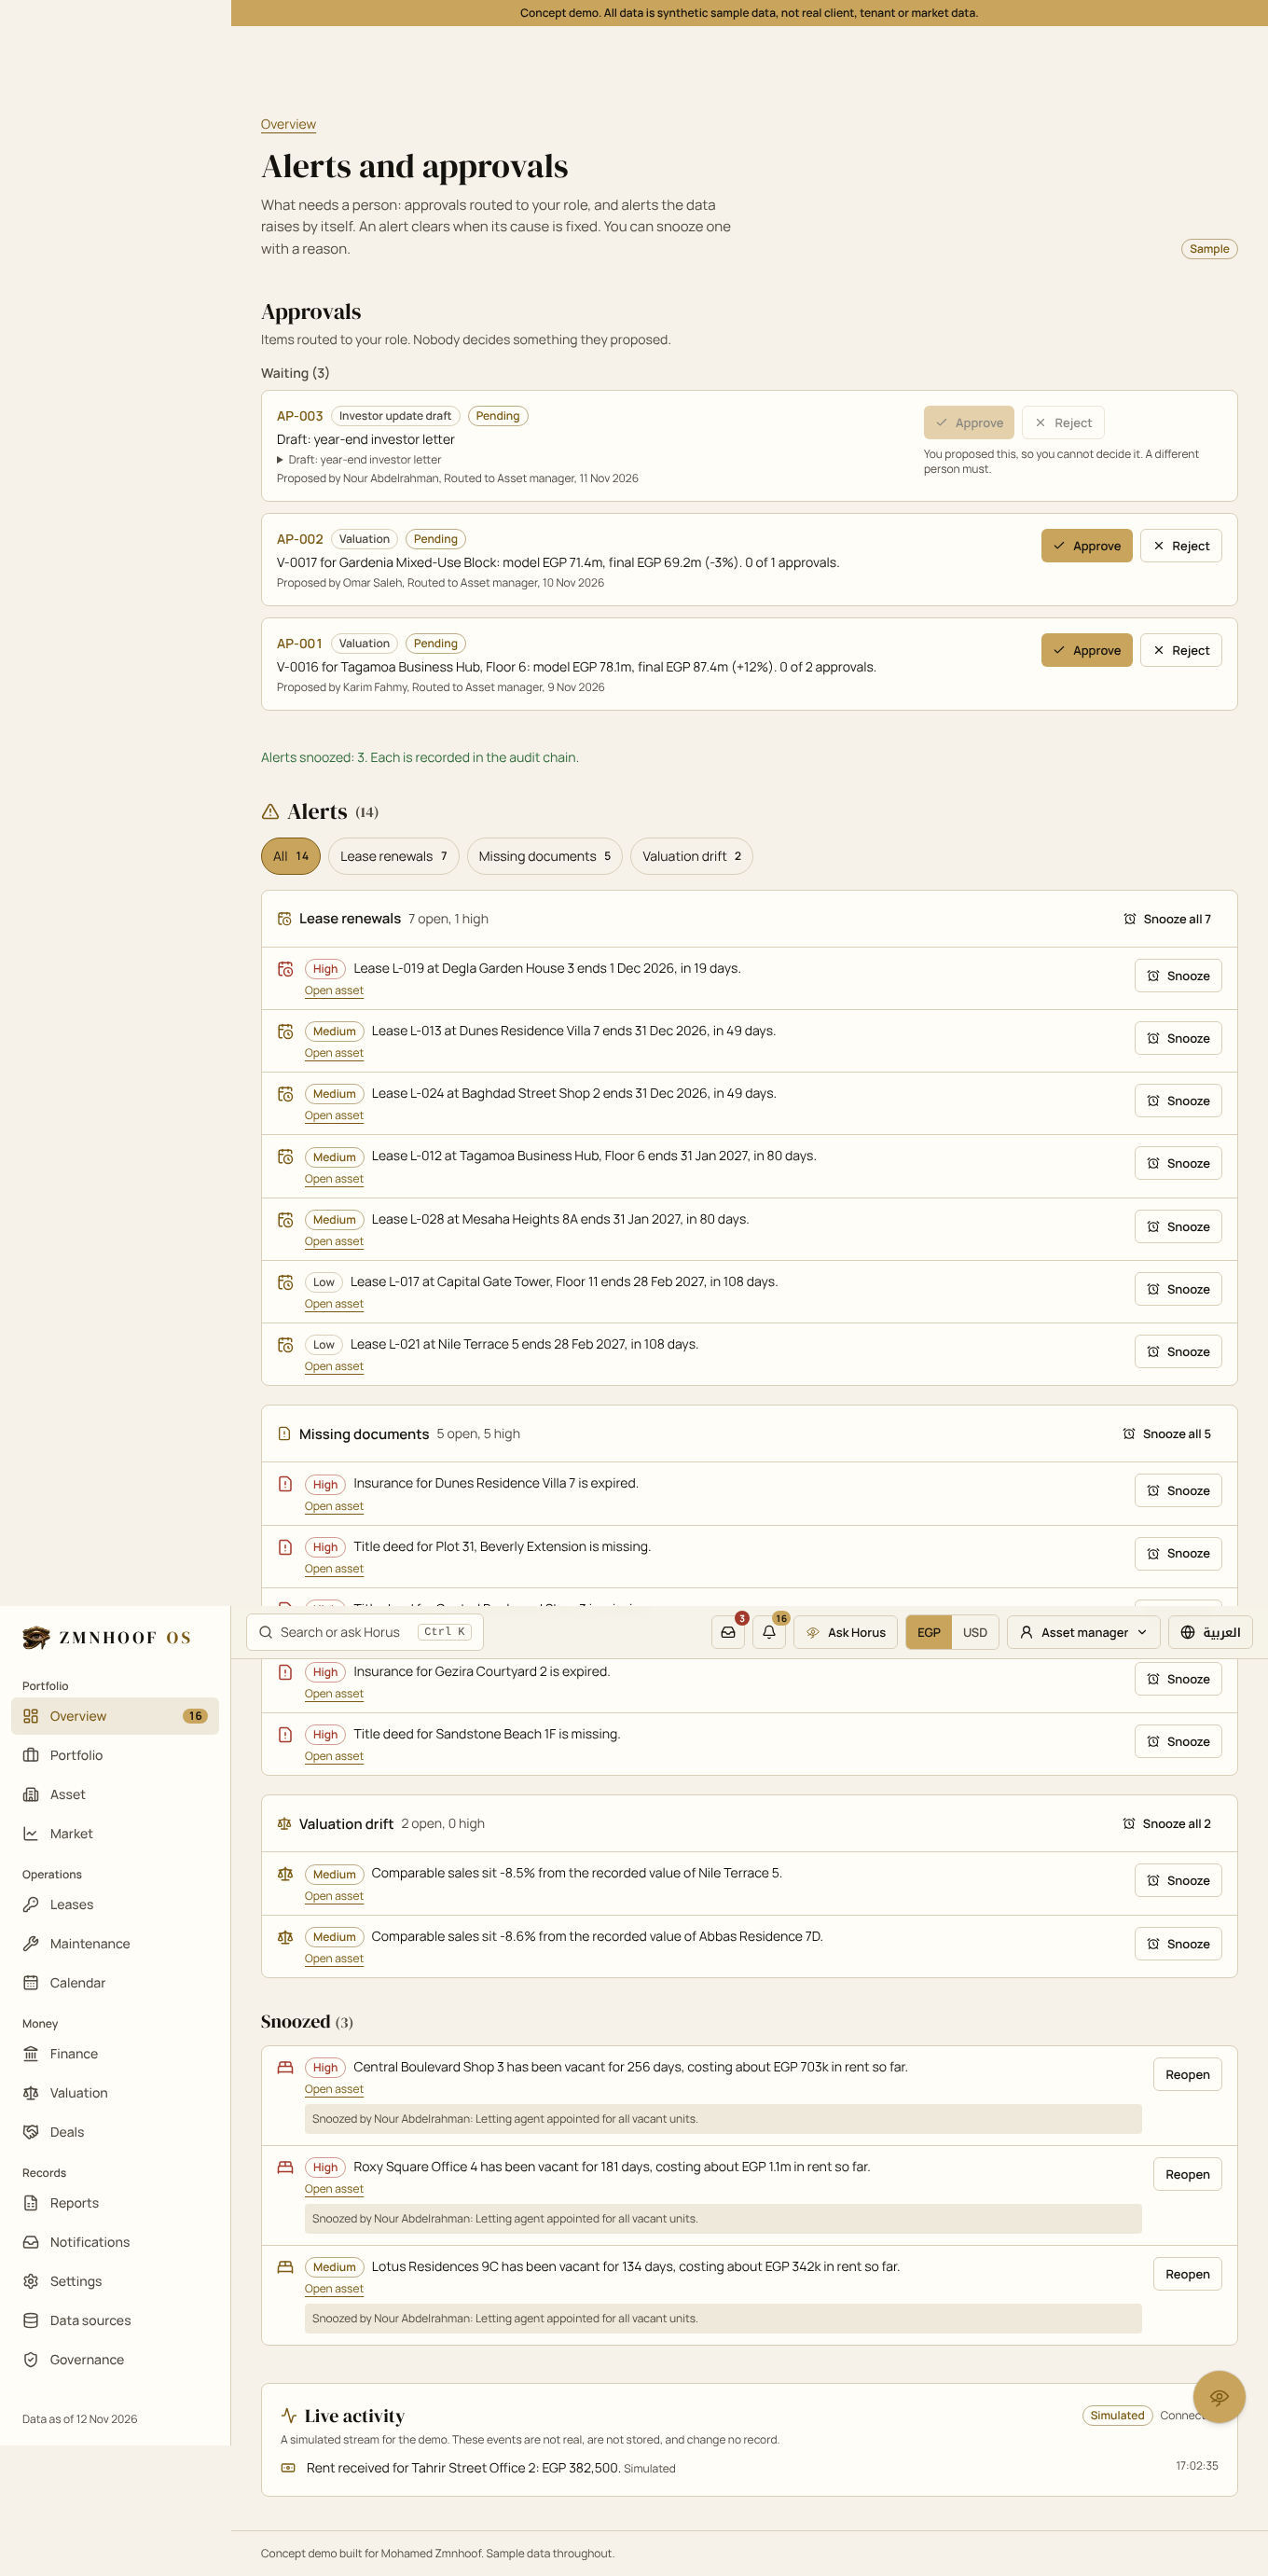 Concept demo. All data is synthetic sample data, not real client, tenant or market data.
Overview
Alerts and approvals
What needs a person: approvals routed to your role, and alerts the data
raises by itself. An alert clears when its cause is fixed. You can snooze one
with a reason.
Sample
Approvals
Items routed to your role. Nobody decides something they proposed.
Waiting (3)
AP-003 Investor update draft Pending
Approve Reject
Draft: year-end investor letter
Draft: year-end investor letter
Proposed by Nour Abdelrahman, Routed to Asset manager, 11 Nov 2026
You proposed this, so you cannot decide it. A different
person must.
AP-002 Valuation Pending
Approve Reject
V-0017 for Gardenia Mixed-Use Block: model EGP 71.4m, final EGP 69.2m (-3%). 0 of 1 approvals.
Proposed by Omar Saleh, Routed to Asset manager, 10 Nov 2026
AP-001 Valuation Pending
Approve Reject
V-0016 for Tagamoa Business Hub, Floor 6: model EGP 78.1m, final EGP 87.4m (+12%). 0 of 2 approvals.
Proposed by Karim Fahmy, Routed to Asset manager, 9 Nov 2026
Alerts snoozed: 3. Each is recorded in the audit chain.
Alerts (14)
All 14 Lease renewals 7 Missing documents 5 Valuation drift 2
Lease renewals 7 open, 1 high Snooze all 7
High Lease L-019 at Degla Garden House 3 ends 1 Dec 2026, in 19 days. Snooze
Open asset
Medium Lease L-013 at Dunes Residence Villa 7 ends 31 Dec 2026, in 49 days. Snooze
Open asset
Medium Lease L-024 at Baghdad Street Shop 2 ends 31 Dec 2026, in 49 days. Snooze
Open asset
Medium Lease L-012 at Tagamoa Business Hub, Floor 6 ends 31 Jan 2027, in 80 days. Snooze
Open asset
Medium Lease L-028 at Mesaha Heights 8A ends 31 Jan 2027, in 80 days. Snooze
Open asset
Low Lease L-017 at Capital Gate Tower, Floor 11 ends 28 Feb 2027, in 108 days. Snooze
Open asset
Low Lease L-021 at Nile Terrace 5 ends 28 Feb 2027, in 108 days. Snooze
Open asset
Missing documents 5 open, 5 high Snooze all 5
High Insurance for Dunes Residence Villa 7 is expired. Snooze
Open asset
High Title deed for Plot 31, Beverly Extension is missing. Snooze
Open asset
ZMNHOOF OS
Search or ask Horus Ctrl K 3 16 Ask Horus EGP USD Asset manager العربية
High Insurance for Gezira Courtyard 2 is expired. Snooze
Open asset
High Title deed for Sandstone Beach 1F is missing. Snooze
Open asset
Valuation drift 2 open, 0 high Snooze all 2
Medium Comparable sales sit -8.5% from the recorded value of Nile Terrace 5. Snooze
Open asset
Medium Comparable sales sit -8.6% from the recorded value of Abbas Residence 7D. Snooze
Open asset
Snoozed (3)
High Central Boulevard Shop 3 has been vacant for 256 days, costing about EGP 703k in rent so far. Reopen
Open asset
Snoozed by Nour Abdelrahman: Letting agent appointed for all vacant units.
High Roxy Square Office 4 has been vacant for 181 days, costing about EGP 1.1m in rent so far. Reopen
Open asset
Snoozed by Nour Abdelrahman: Letting agent appointed for all vacant units.
Medium Lotus Residences 9C has been vacant for 134 days, costing about EGP 342k in rent so far. Reopen
Open asset
Snoozed by Nour Abdelrahman: Letting agent appointed for all vacant units.
Live activity Simulated
A simulated stream for the demo. These events are not real, are not stored, and change no record.
Rent received for Tahrir Street Office 2: EGP 382,500. Simulated 17:02:35
Concept demo built for Mohamed Zmnhoof. Sample data throughout.
Portfolio
Overview 16
Portfolio
Asset
Market
Operations
Leases
Maintenance
Calendar
Money
Finance
Valuation
Deals
Records
Reports
Notifications
Settings
Data sources
Governance
Data as of 12 Nov 2026